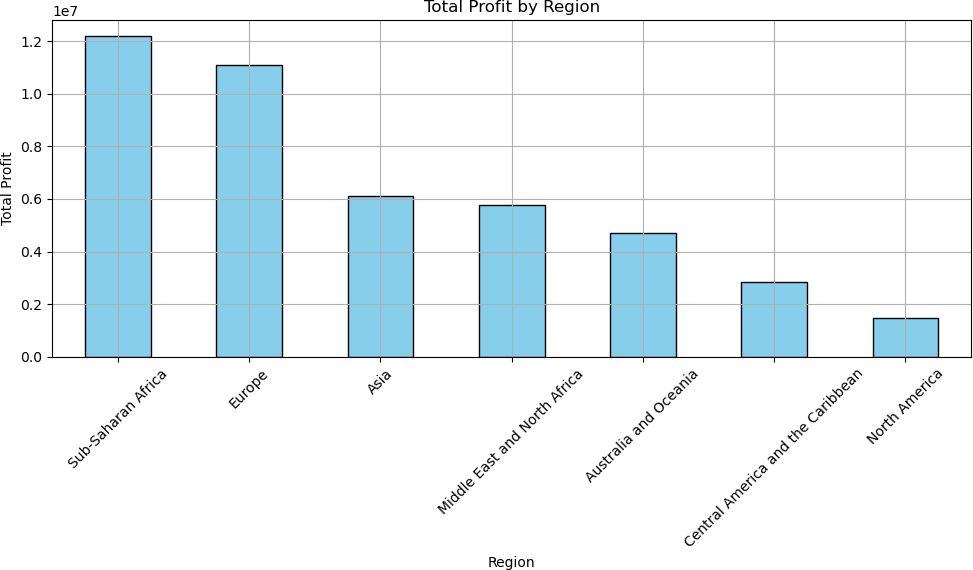 Total Profit by Region
1e7
1.2
1.0
0.8
0.6
0.4
0.2
0.0
Total Profit
Sub-Saharan Africa
Europe
Asia
Middle East and North Africa
Australia and Oceania
Central America and the Caribbean
North America
Region